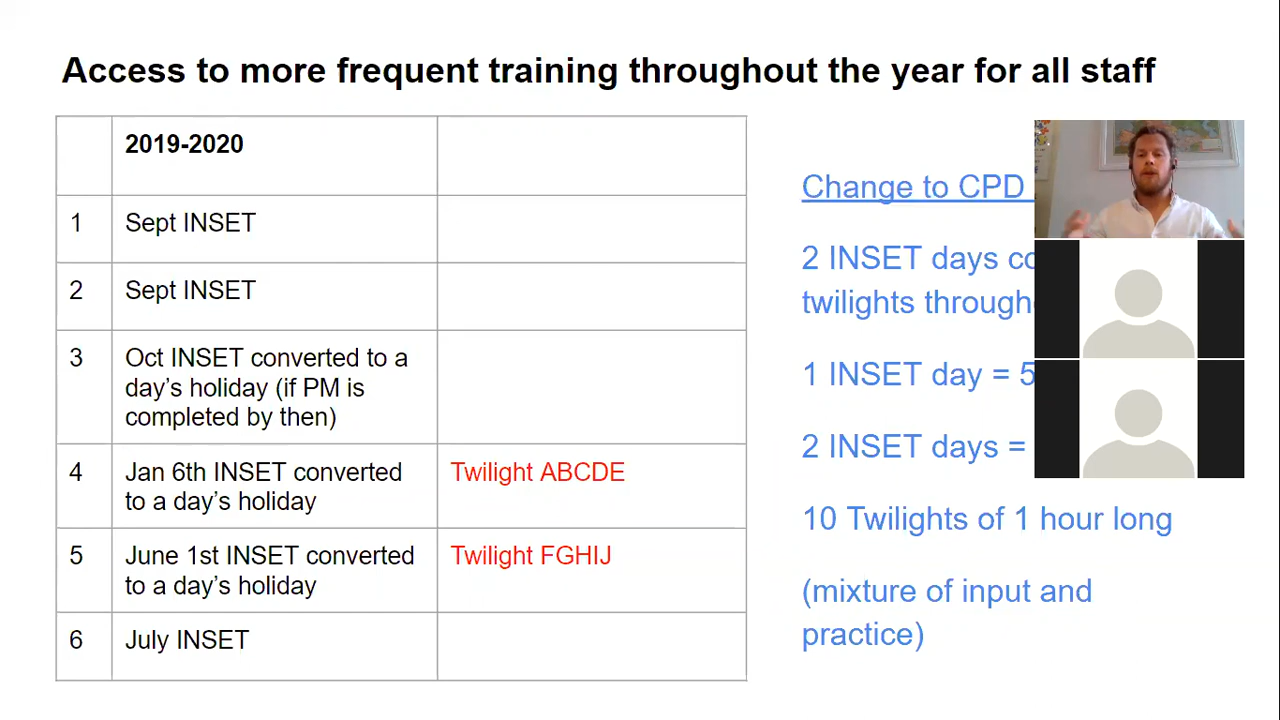 Access to more frequent training throughout the year for all staff
2019-2020
1 Sept INSET
2 Sept INSET
3 Oct INSET converted to a
day's holiday (if PM is
completed by then)
4 Jan 6th INSET converted Twilight ABCDE
to a day's holiday
5 June 1st INSET converted Twilight FGHIJ
to a day's holiday
6 July INSET
Change to CPD
2 INSET days
twilights
1 INSET day = 5
2 INSET days =
10 Twilights of 1 hour long
(mixture of input and
practice)